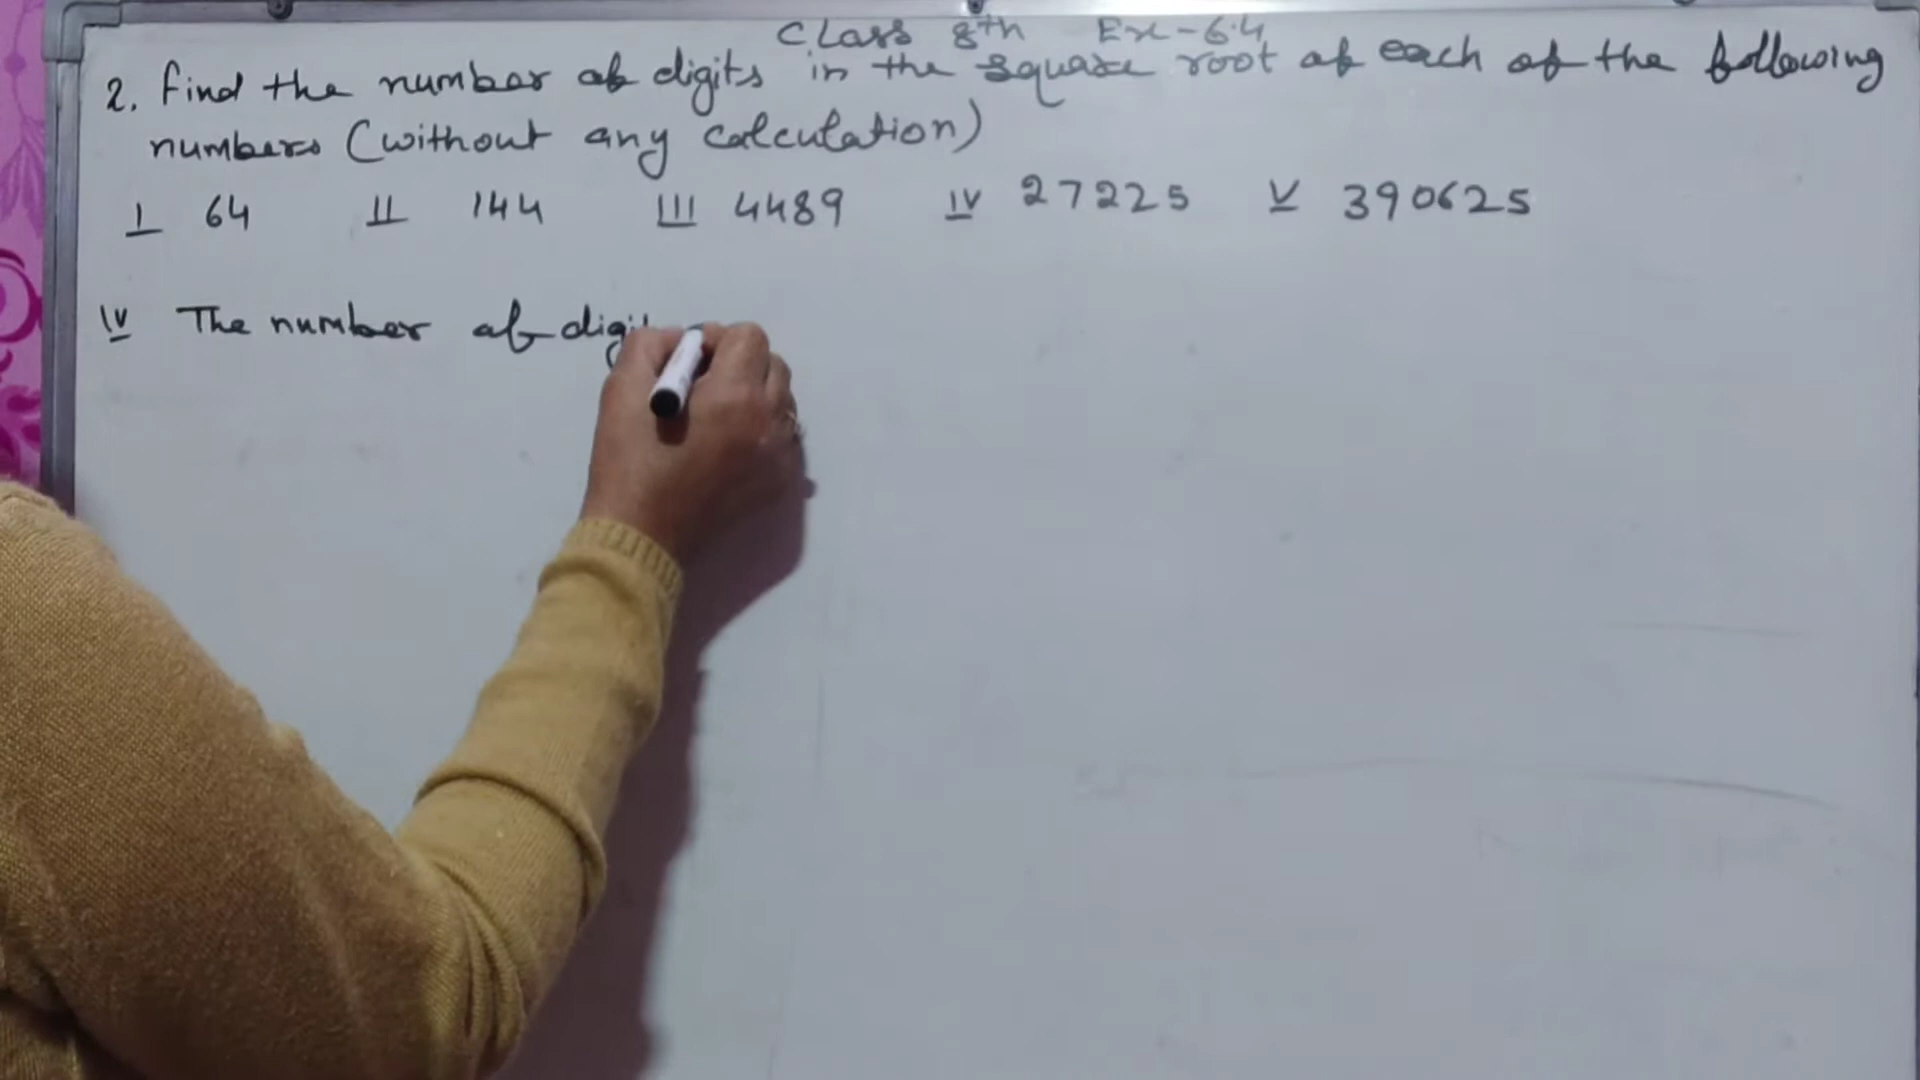 Class 8th Ex-6.4
2. Find the number of digits in the square root of each of the following
numbers (without any calculation)
I 64 II 144 III 4489 IV 27225 V 390625
IV The number of digit